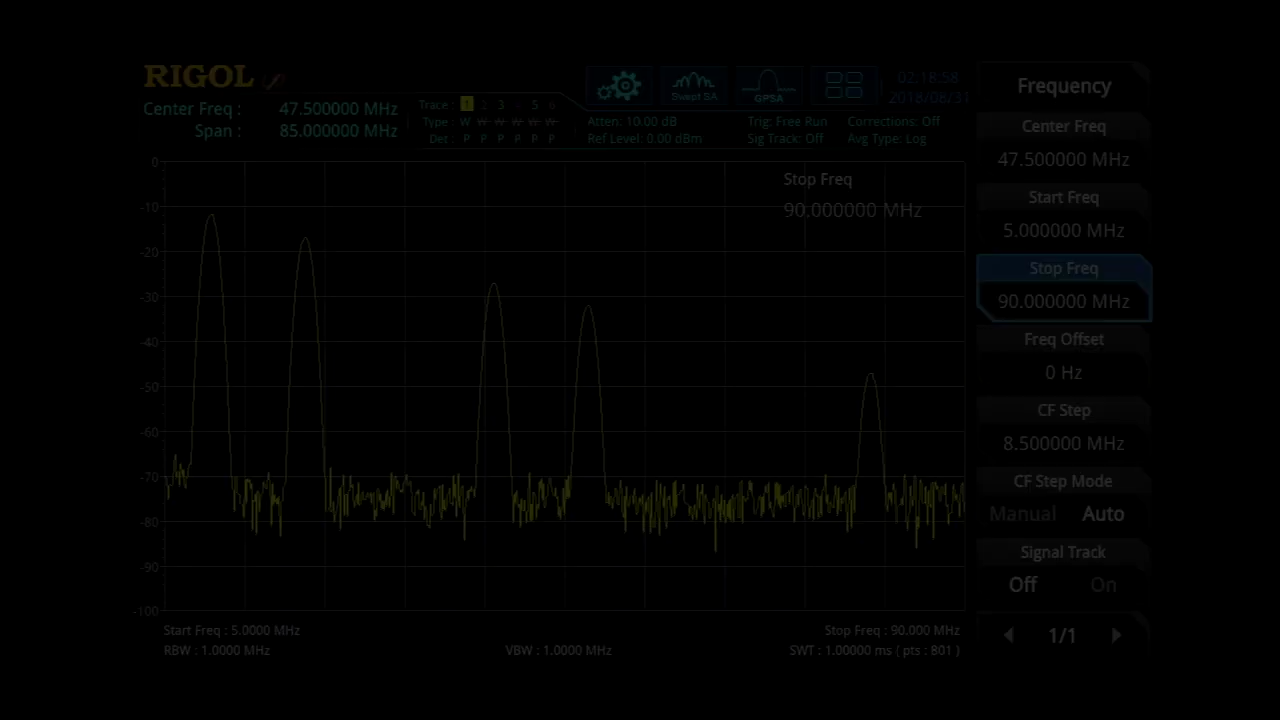 RIGOL
Center Freq : 47.500000 MHz
Span : 85.000000 MHz
Trace : 1 2 3 4 5 6
Type : W W W W W W
Det : P P P P P P
Swept SA
GPSA
02:18:58
2018/08/31
Atten: 10.00 dB
Ref Level: 0.00 dBm
Trig: Free Run
Sig Track: Off
Corrections: Off
Avg Type: Log
Stop Freq
90.000000 MHz
0
-10
-20
-30
-40
-50
-60
-70
-80
-90
-100
Start Freq : 5.0000 MHz
Stop Freq : 90.000 MHz
RBW : 1.0000 MHz
VBW : 1.0000 MHz
SWT : 1.00000 ms ( pts : 801 )
Frequency
Center Freq
47.500000 MHz
Start Freq
5.000000 MHz
Stop Freq
90.000000 MHz
Freq Offset
0 Hz
CF Step
8.500000 MHz
CF Step Mode
Manual Auto
Signal Track
Off On
1/1